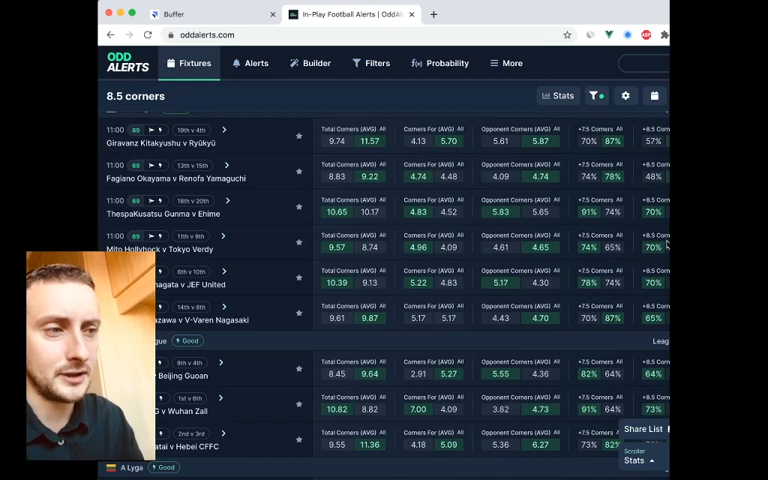 Buffer
In-Play Football Alerts | OddAl
oddalerts.com
ODD ALERTS
Fixtures
Alerts
Builder
Filters
Probability
More
8.5 corners
Stats
11:00 69 19th v 4th
Giravanz Kitakyushu v Ryūkyū
Total Corners (AVG) All Corners For (AVG) All Opponent Corners (AVG) All +7.5 Corners All +8.5 Corn
9.74 11.57 4.13 5.70 5.61 5.87 70% 87% 57%
11:00 69 13th v 15th
Fagiano Okayama v Renofa Yamaguchi
Total Corners (AVG) All Corners For (AVG) All Opponent Corners (AVG) All +7.5 Corners All +8.5 Corn
8.83 9.22 4.74 4.48 4.09 4.74 74% 78% 48%
11:00 69 18th v 20th
ThespaKusatsu Gunma v Ehime
Total Corners (AVG) All Corners For (AVG) All Opponent Corners (AVG) All +7.5 Corners All +8.5 Corn
10.65 10.17 4.83 4.52 5.83 5.65 91% 74% 70%
11:00 69 11th v 9th
Mito Hollyhock v Tokyo Verdy
Total Corners (AVG) All Corners For (AVG) All Opponent Corners (AVG) All +7.5 Corners All +8.5 Corn
9.57 8.74 4.96 4.09 4.61 4.65 74% 65% 70%
6th v 10th
magata v JEF United
Total Corners (AVG) All Corners For (AVG) All Opponent Corners (AVG) All +7.5 Corners All +8.5 Corn
10.39 9.13 5.22 4.83 5.17 4.30 78% 74% 70%
14th v 8th
azawa v V-Varen Nagasaki
Total Corners (AVG) All Corners For (AVG) All Opponent Corners (AVG) All +7.5 Corners All +8.5 Corn
9.61 9.87 5.17 5.17 4.43 4.70 70% 87% 65%
gue Good Leag
8th v 4th
Beijing Guoan
Total Corners (AVG) All Corners For (AVG) All Opponent Corners (AVG) All +7.5 Corners All +8.5 Corn
8.45 9.64 2.91 5.27 5.55 4.36 82% 64% 64%
1st v 6th
G v Wuhan Zall
Total Corners (AVG) All Corners For (AVG) All Opponent Corners (AVG) All +7.5 Corners All +8.5 Corn
10.82 8.82 7.00 4.09 3.82 4.73 91% 64% 73%
2nd v 3rd
atai v Hebei CFFC
Total Corners (AVG) All Corners For (AVG) All Opponent Corners (AVG) All +7.5 Corners All
9.55 11.36 4.18 5.09 5.36 6.27 73% 82%
Share List
Scroller
Stats
A Lyga Good